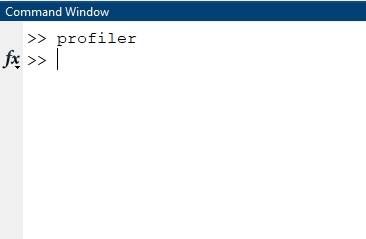 Command Window
>> profiler
fx >>